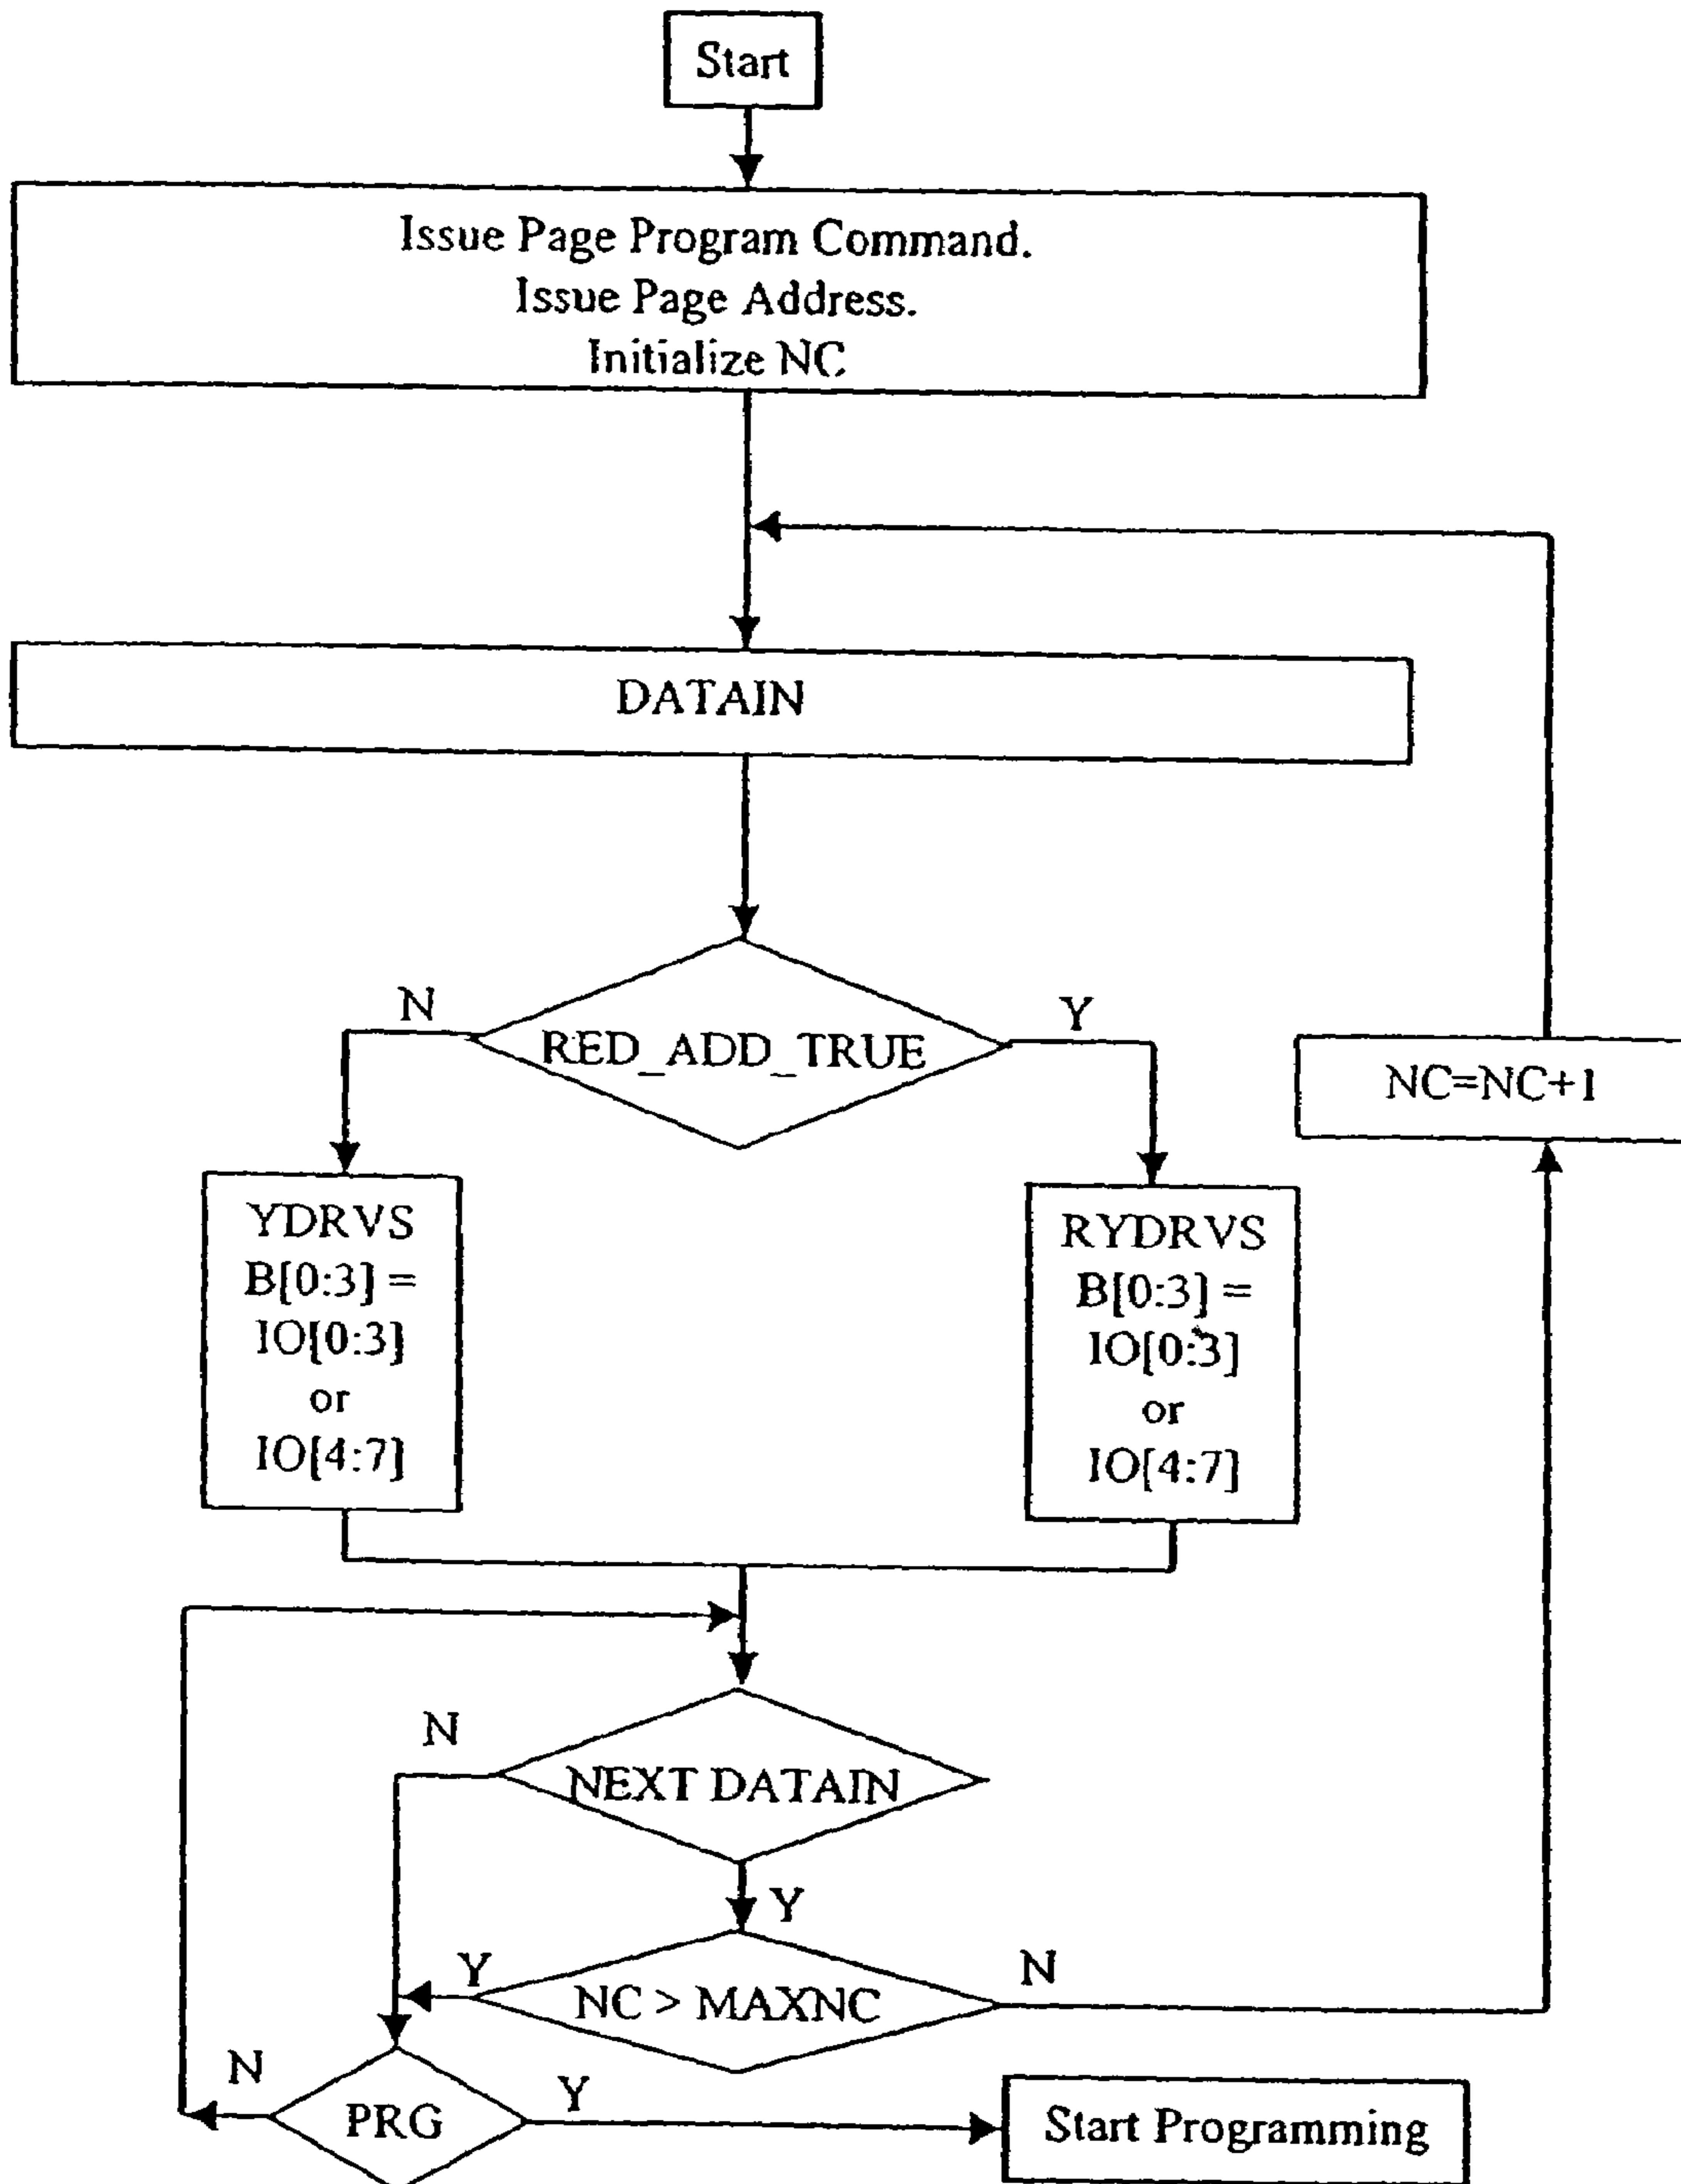 Start
Issue Page Program Command.
Issue Page Address.
Initialize NC
DATAIN
N
Y
RED_ADD_TRUE
NC=NC+1
YDRVS
B[0:3] =
IO[0:3]
or
IO[4:7]
RYDRVS
B[0:3] =
IO[0:3]
or
IO[4:7]
N
NEXT DATAIN
Y
Y
N
NC > MAXNC
N
Y
PRG
Start Programming